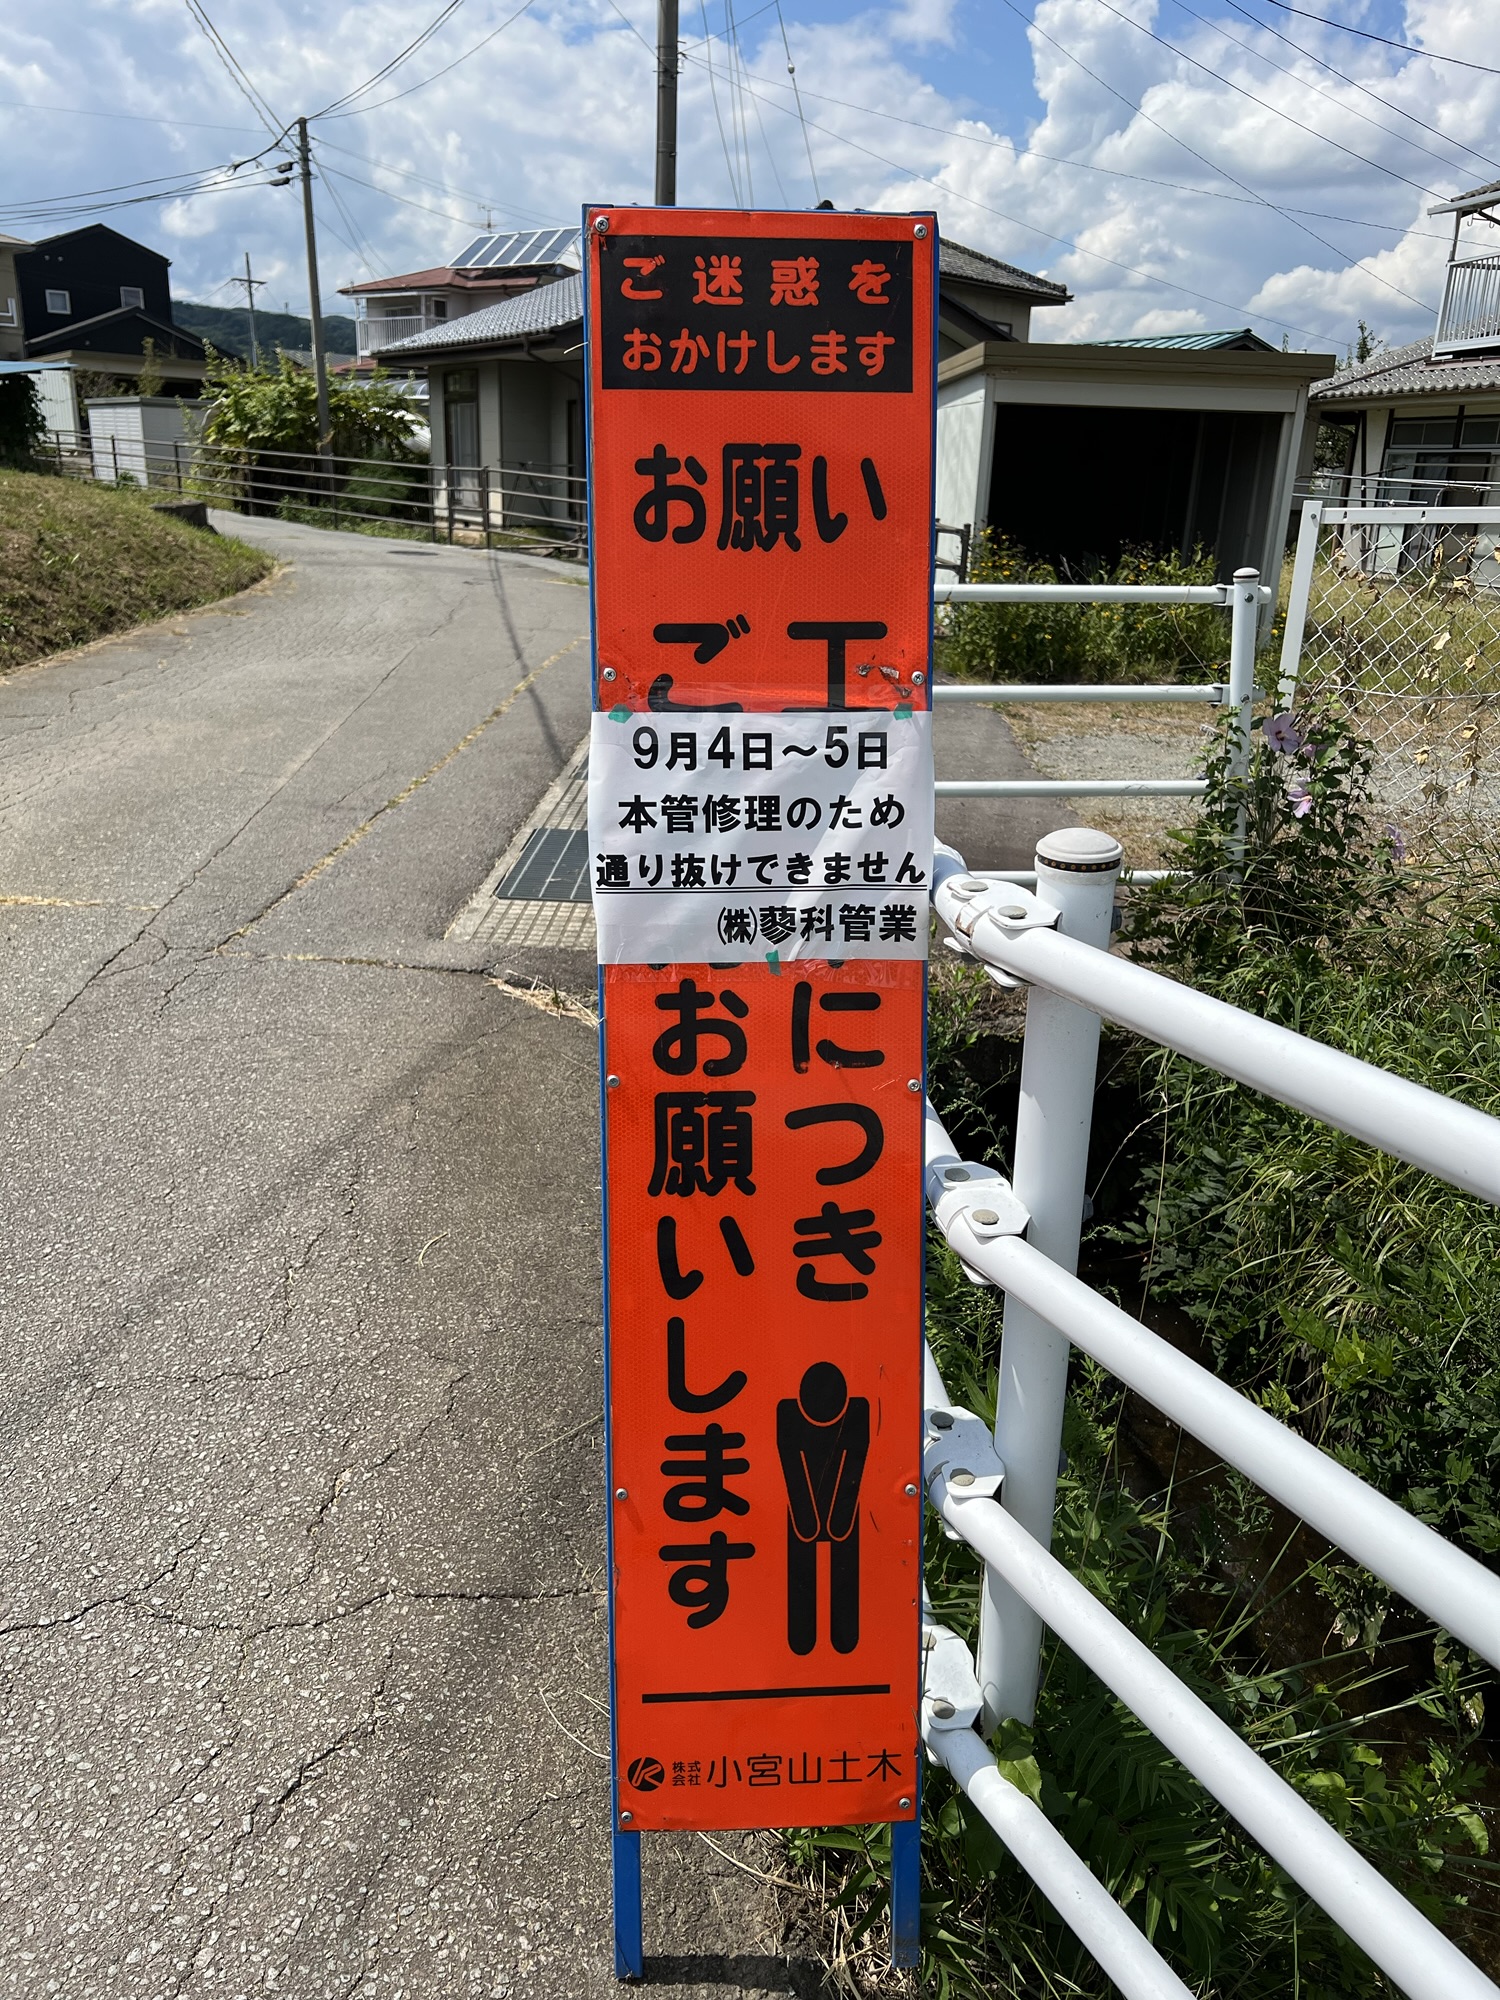 ご迷惑を
おかけします
お願い
工
につき
ご
お願いします
9月4日～5日
本管修理のため
通り抜けできません
㈱蓼科管業
株式会社 小宮山土木